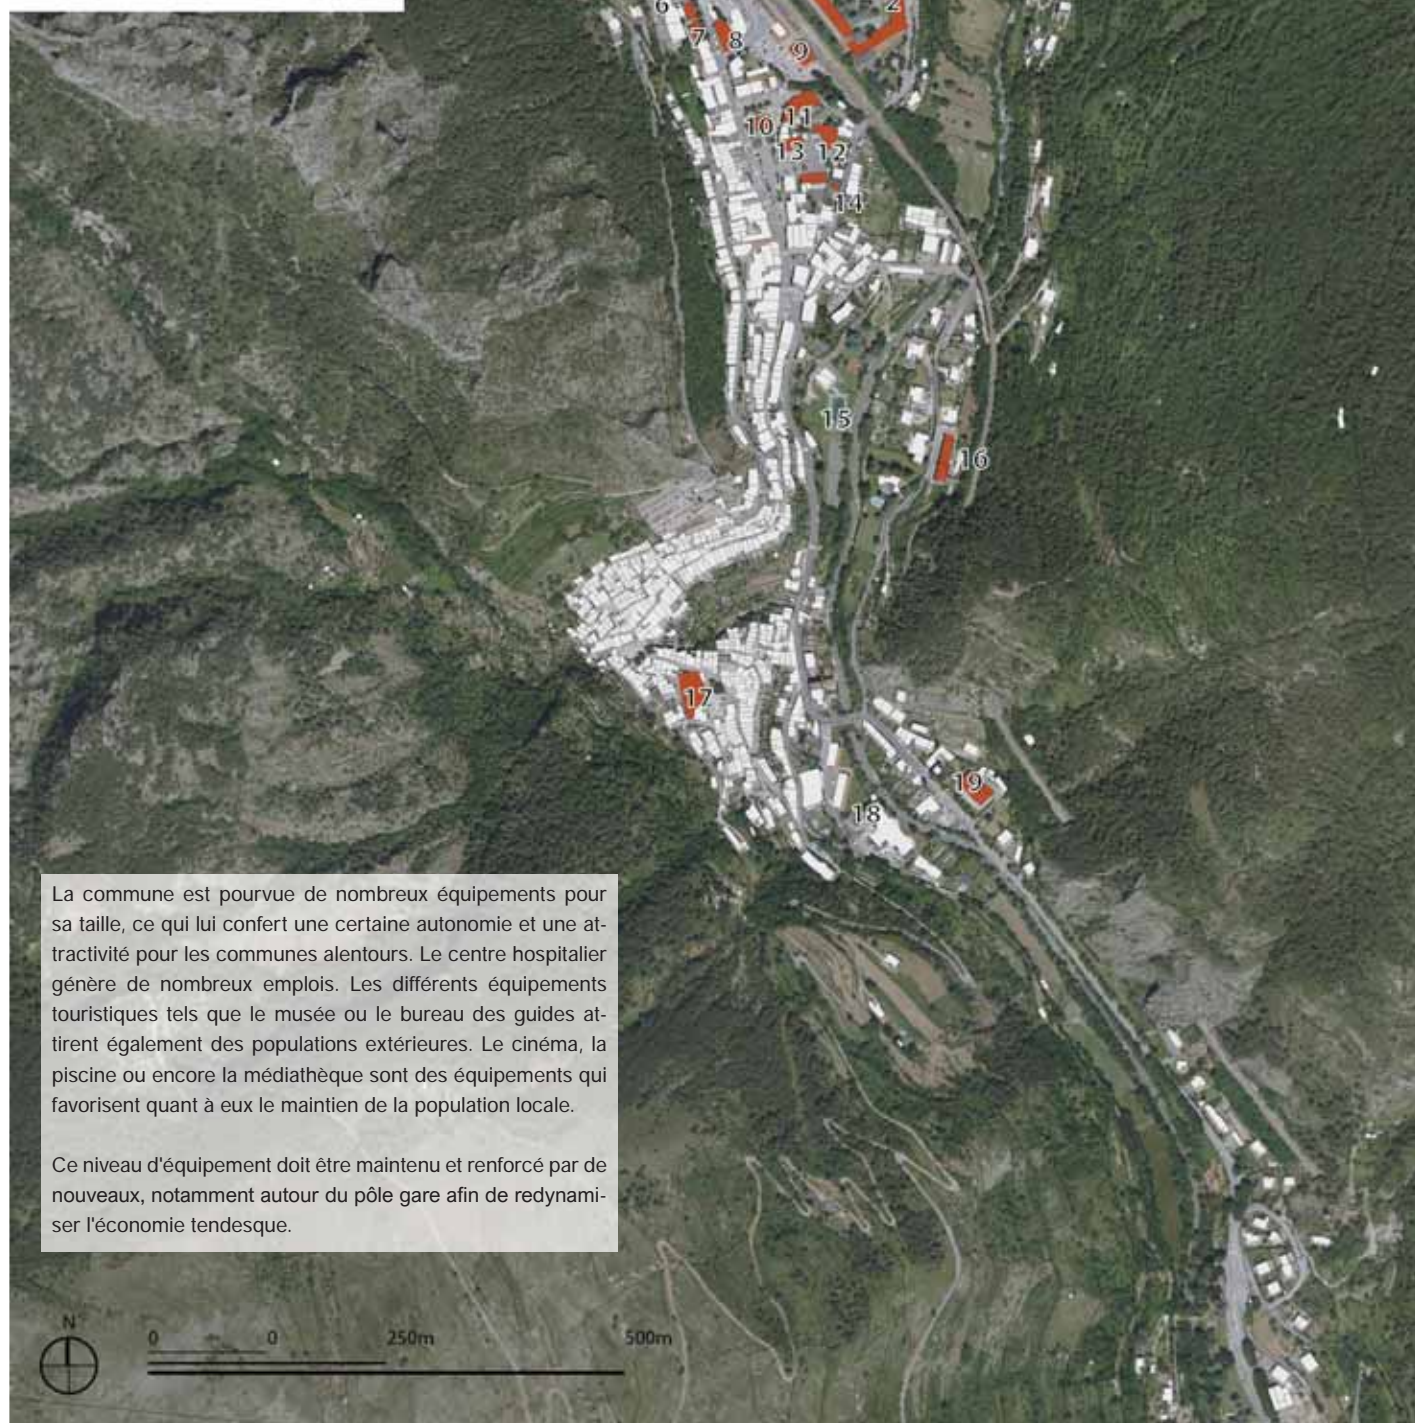 6
2
7
8
9
10
11
13
12
14
15
16
17
19
18
La commune est pourvue de nombreux équipements pour
sa taille, ce qui lui confert une certaine autonomie et une at-
tractivité pour les communes alentours. Le centre hospitalier
génère de nombreux emplois. Les différents équipements
touristiques tels que le musée ou le bureau des guides at-
tirent également des populations extérieures. Le cinéma, la
piscine ou encore la médiathèque sont des équipements qui
favorisent quant à eux le maintien de la population locale.
Ce niveau d'équipement doit être maintenu et renforcé par de
nouveaux, notamment autour du pôle gare afin de redynami-
ser l'économie tendesque.
N
0 0 250m 500m